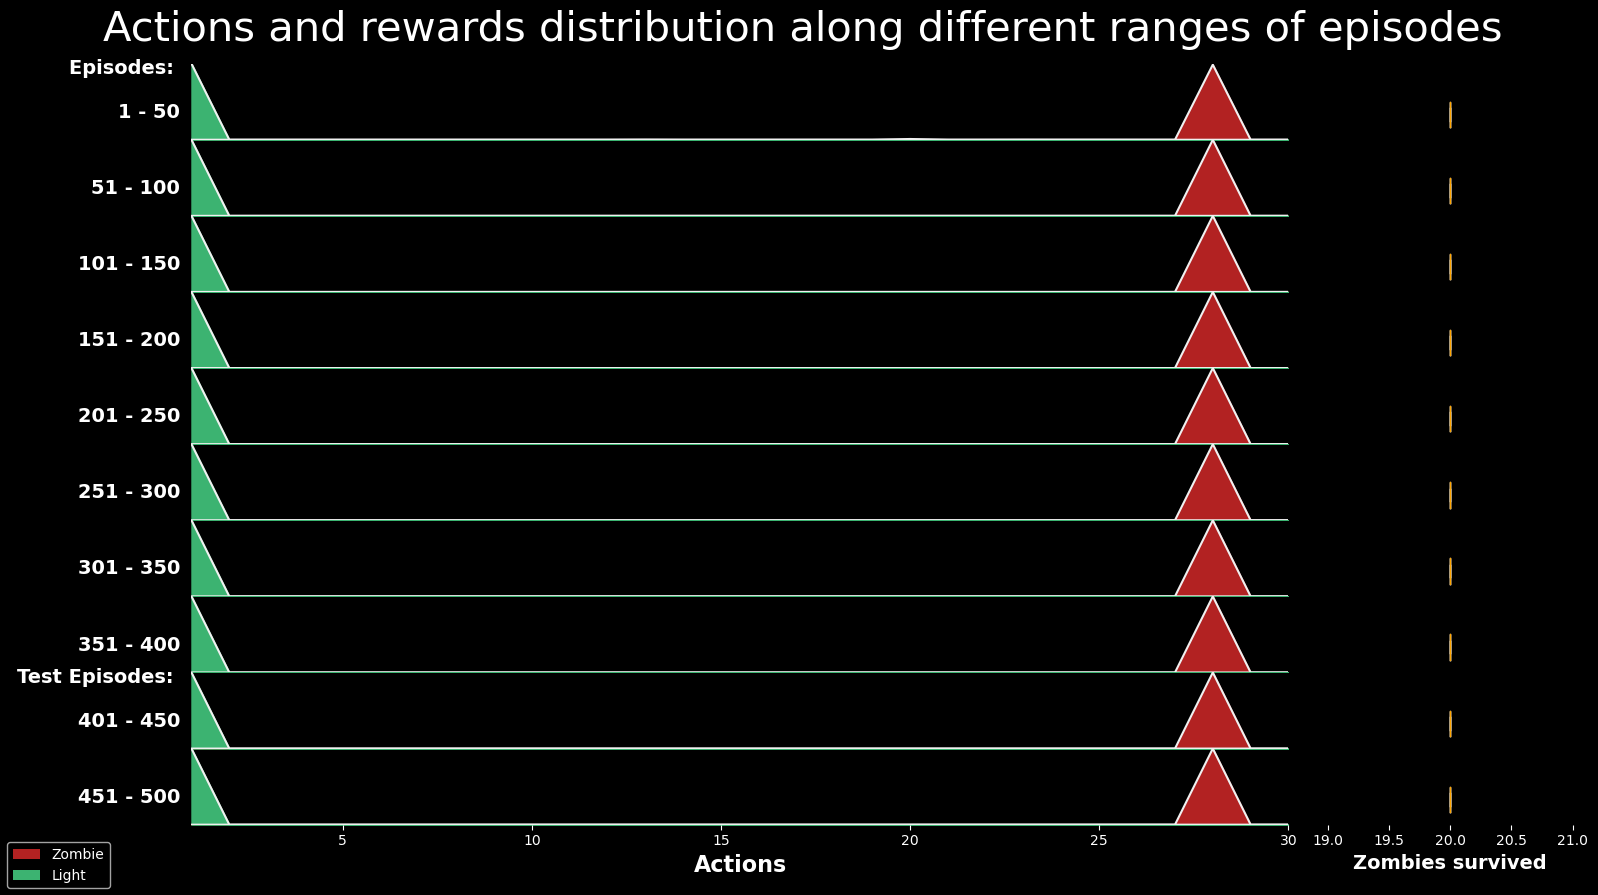 Actions and rewards distribution along different ranges of episodes
Episodes:
1 - 50
51 - 100
101 - 150
151 - 200
201 - 250
251 - 300
301 - 350
351 - 400
Test Episodes:
401 - 450
451 - 500
5 10 15 20 25 30 19.0 19.5 20.0 20.5 21.0
Actions Zombies survived
Zombie
Light